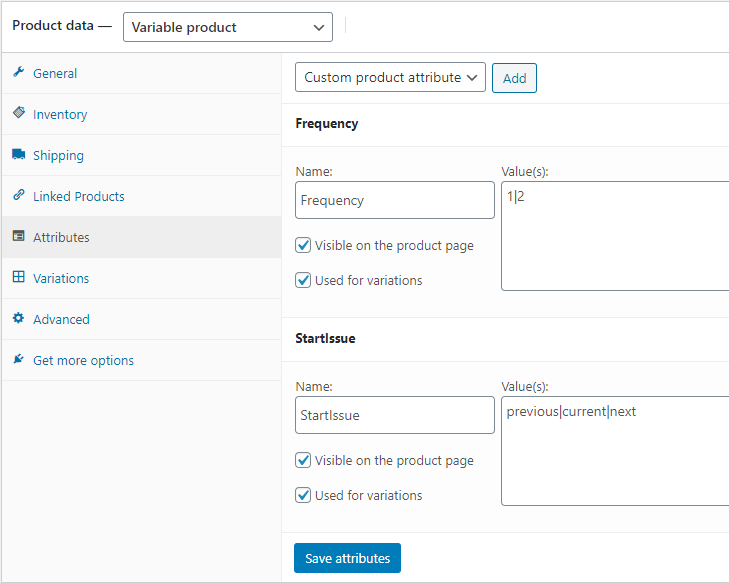 Product data — Variable product
General
Inventory
Shipping
Linked Products
Attributes
Variations
Advanced
Get more options
Custom product attribute Add
Frequency
Name: Value(s):
Frequency 1|2
Visible on the product page
Used for variations
StartIssue
Name: Value(s):
StartIssue previous|current|next
Visible on the product page
Used for variations
Save attributes